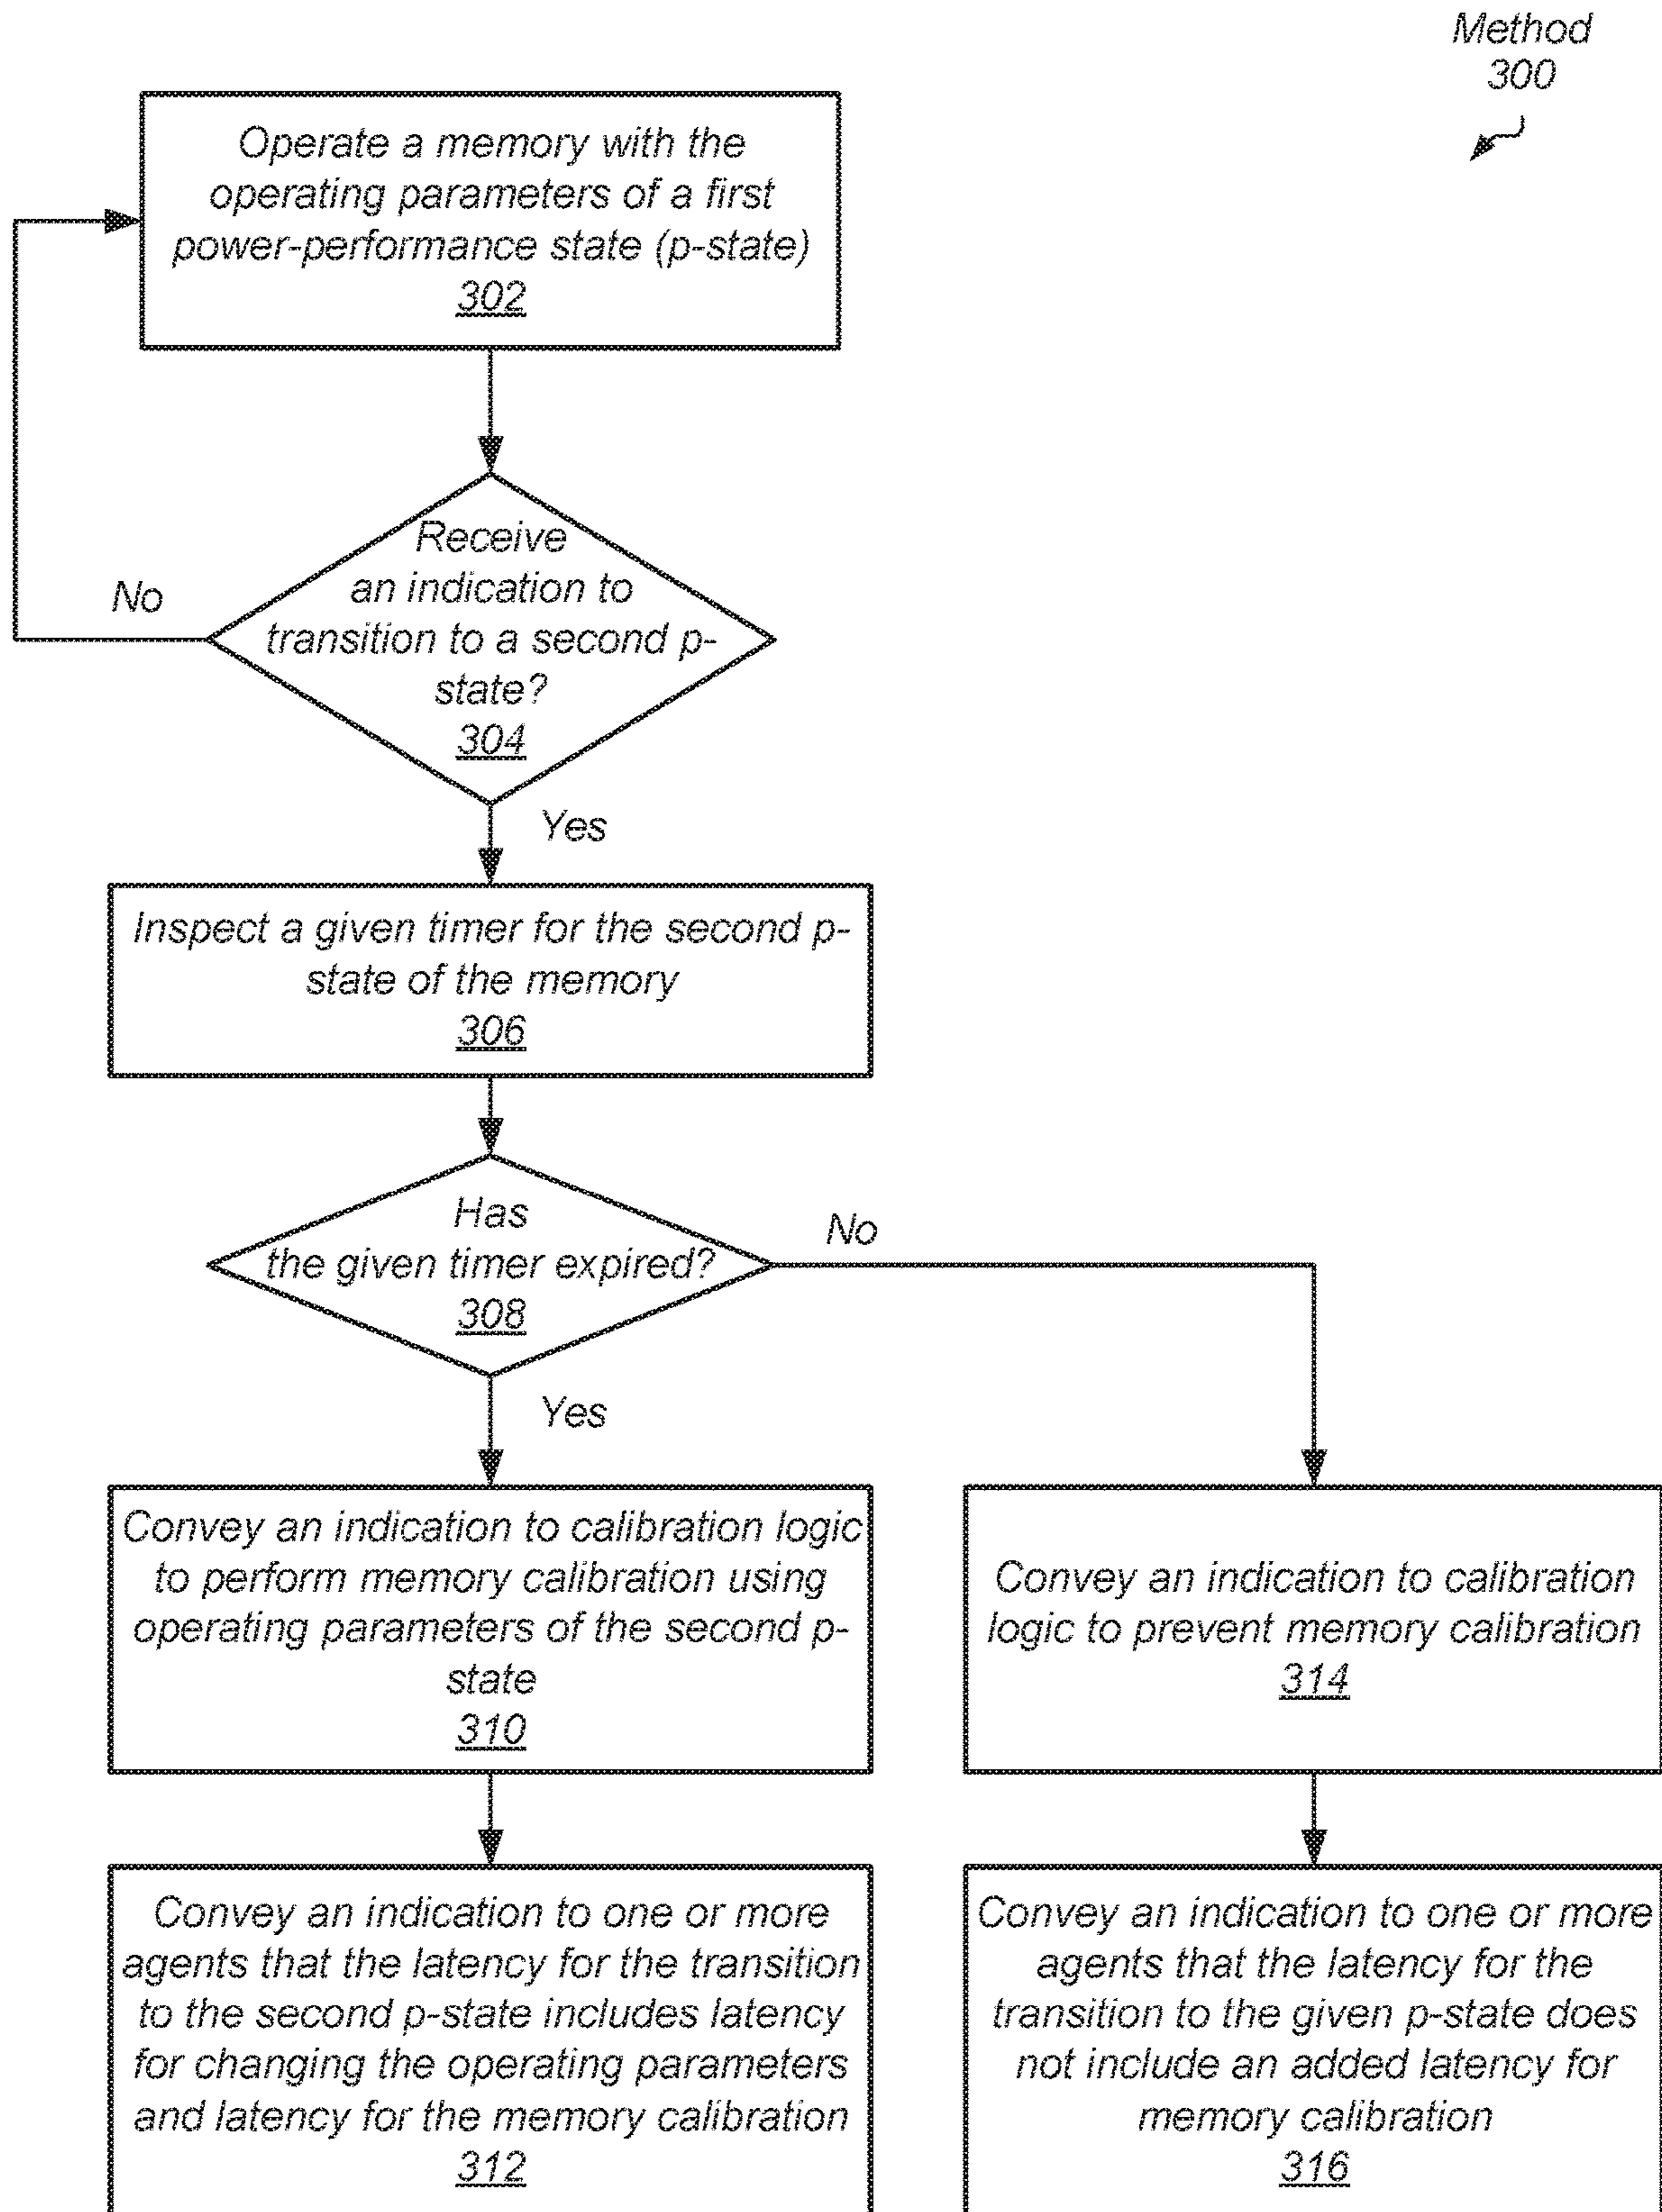 Method
300
Operate a memory with the
operating parameters of a first
power-performance state (p-state)
302
Receive
an indication to
transition to a second p-
state?
304
No
Yes
Inspect a given timer for the second p-
state of the memory
306
Has
the given timer expired?
308
No
Yes
Convey an indication to calibration logic
to perform memory calibration using
operating parameters of the second p-
state
310
Convey an indication to calibration
logic to prevent memory calibration
314
Convey an indication to one or more
agents that the latency for the transition
to the second p-state includes latency
for changing the operating parameters
and latency for the memory calibration
312
Convey an indication to one or more
agents that the latency for the
transition to the given p-state does
not include an added latency for
memory calibration
316